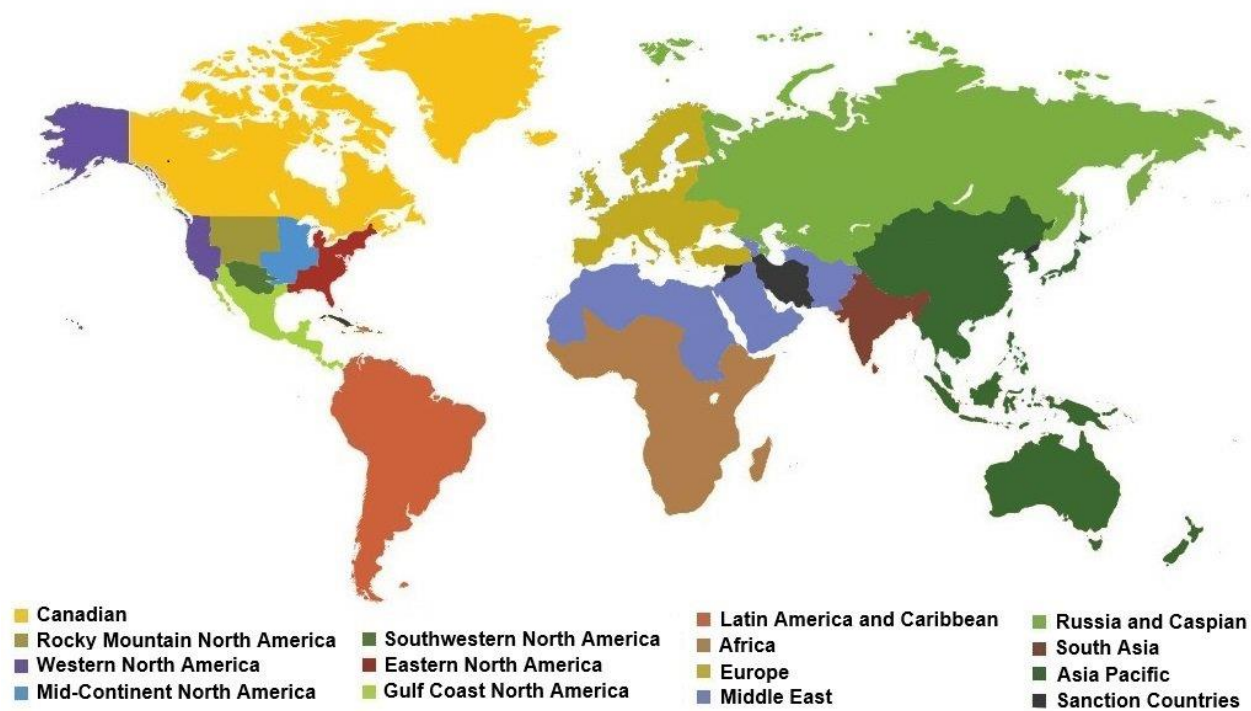 Canadian
Rocky Mountain North America
Western North America
Mid-Continent North America
Southwestern North America
Eastern North America
Gulf Coast North America
Latin America and Caribbean
Africa
Europe
Middle East
Russia and Caspian
South Asia
Asia Pacific
Sanction Countries